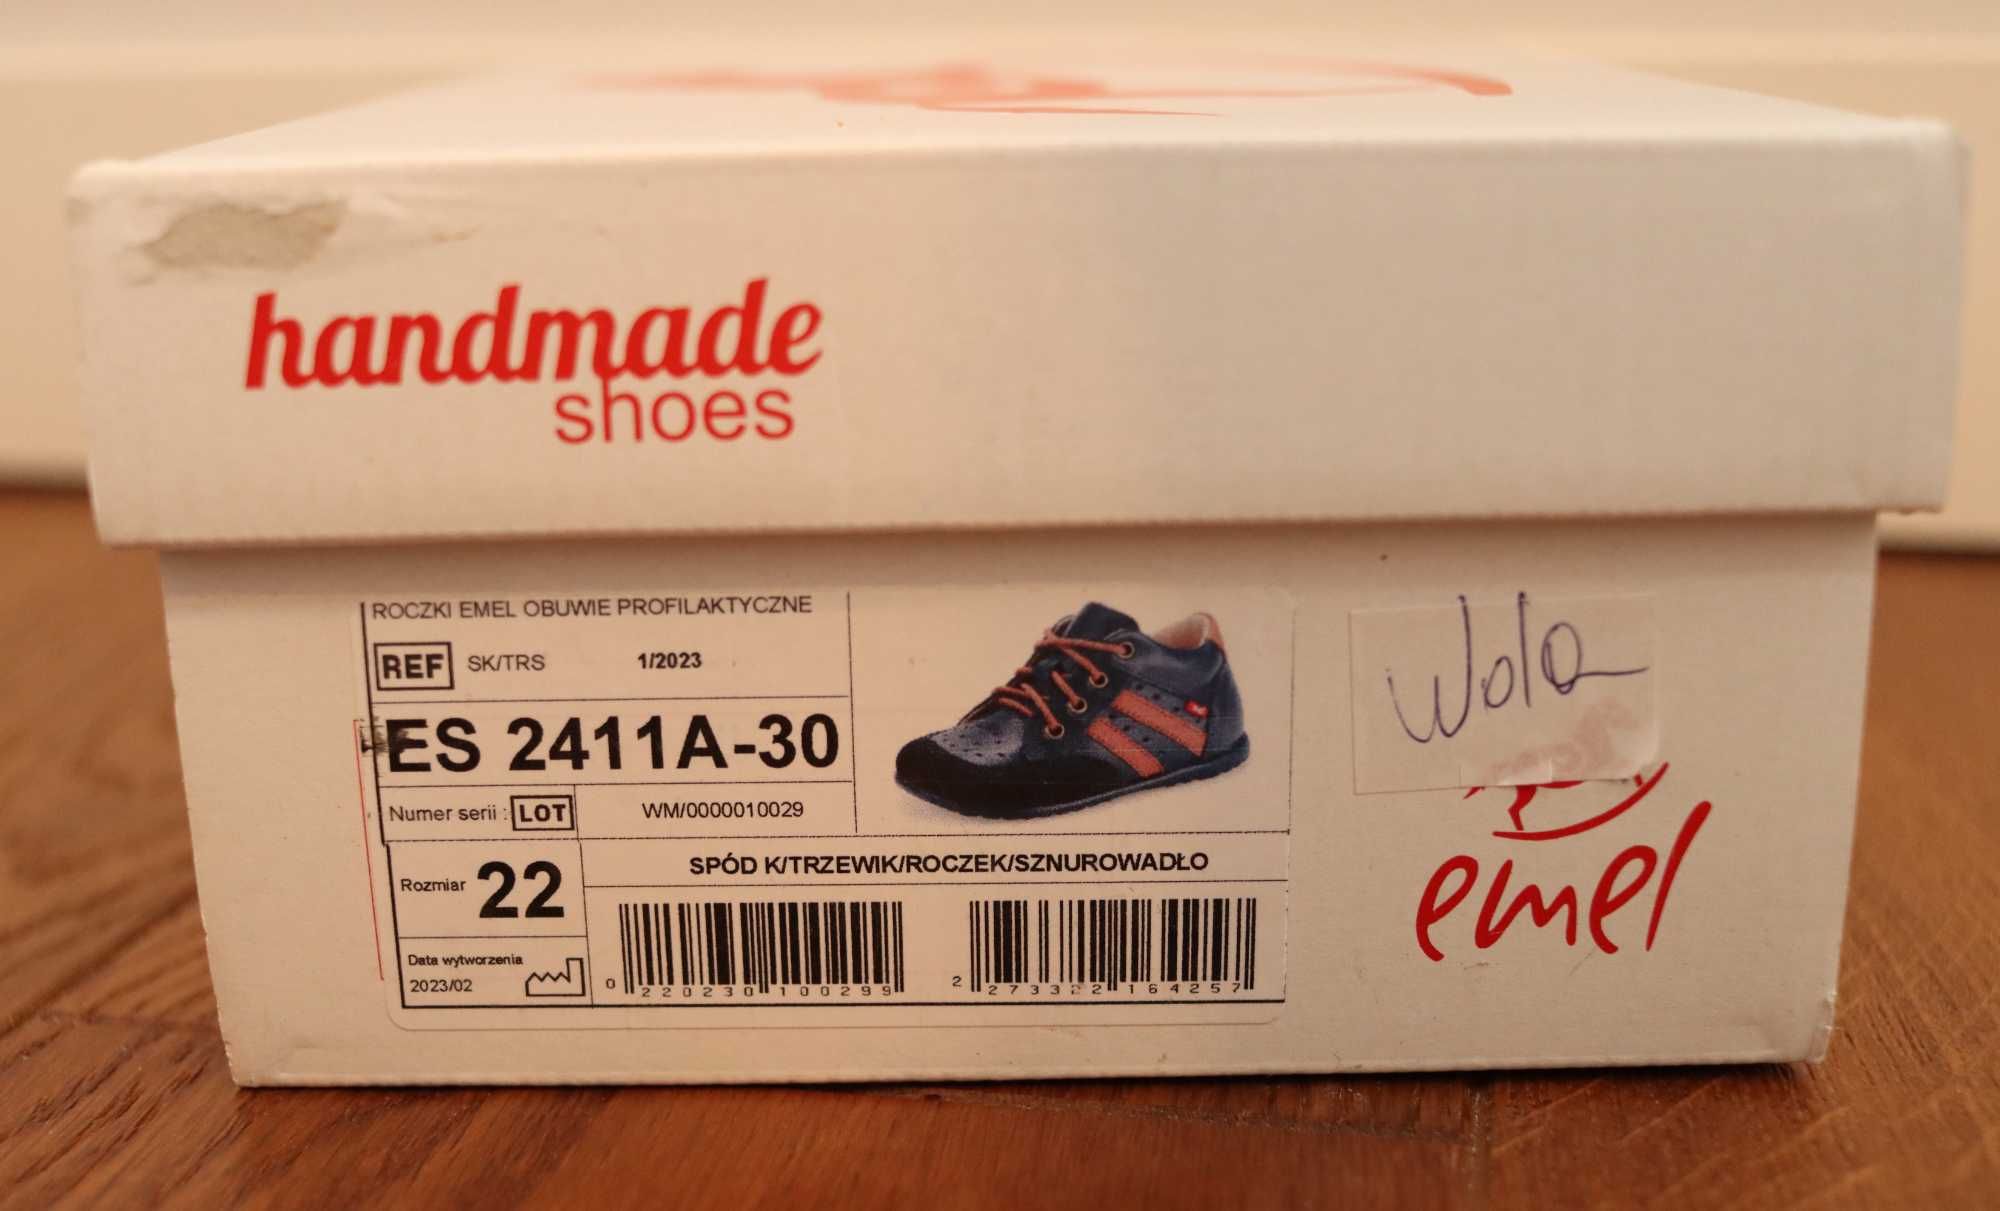 handmade
shoes
ROCZKI EMEL OBUWIE PROFILAKTYCZNE
REF SK/TRS 1/2023
ES 2411A-30
Numer serii : LOT WM/0000010029
Rozmiar 22
SPÓD K/TRZEWIK/ROCZEK/SZNUROWADŁO
Data wytworzenia
2023/02
0 220230 100299
2 273322 164257
Wola
emel